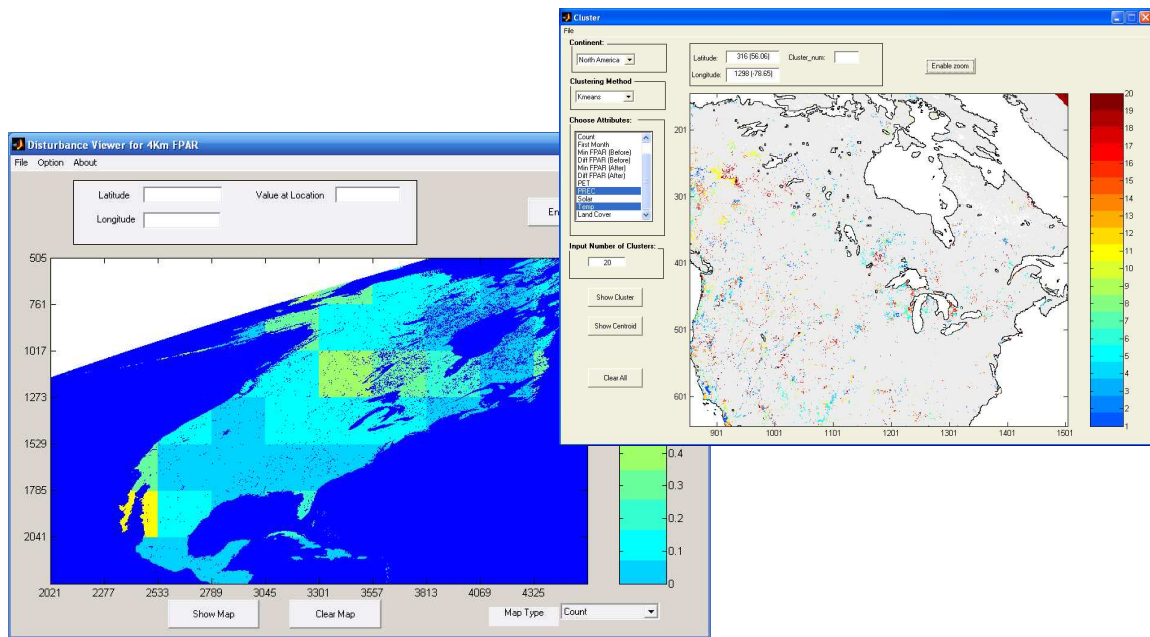 Cluster
File
Continent:
North America
Clustering Method
Kmeans
Choose Attributes:
Count
First Month
Min FPAR (Before)
Diff FPAR (Before)
Min FPAR (After)
Diff FPAR (After)
PET
PREC
Solar
Temp
Land Cover
Input Number of Clusters:
20
Show Cluster
Show Centroid
Clear All
Latitude: 316 (56.06) Cluster_num:
Longitude: 1298 (-78.65)
Enable zoom
201
301
401
501
601
901 1001 1101 1201 1301 1401 1501
20
19
18
17
16
15
14
13
12
11
10
9
8
7
6
5
4
3
2
1
Disturbance Viewer for 4Km FPAR
File Option About
Latitude Value at Location
Longitude
En
505
761
1017
1273
1529
1785
2041
2021 2277 2533 2789 3045 3301 3557 3813 4069 4325
0.4
0.3
0.2
0.1
0
Show Map Clear Map Map Type Count